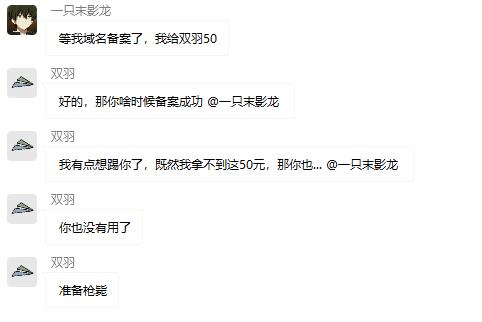 一只末影龙
等我域名备案了，我给双羽50
双羽
好的，那你啥时候备案成功 @一只末影龙
双羽
我有点想踢你了，既然我拿不到这50元，那你也... @一只末影龙
双羽
你也没有用了
双羽
准备枪毙